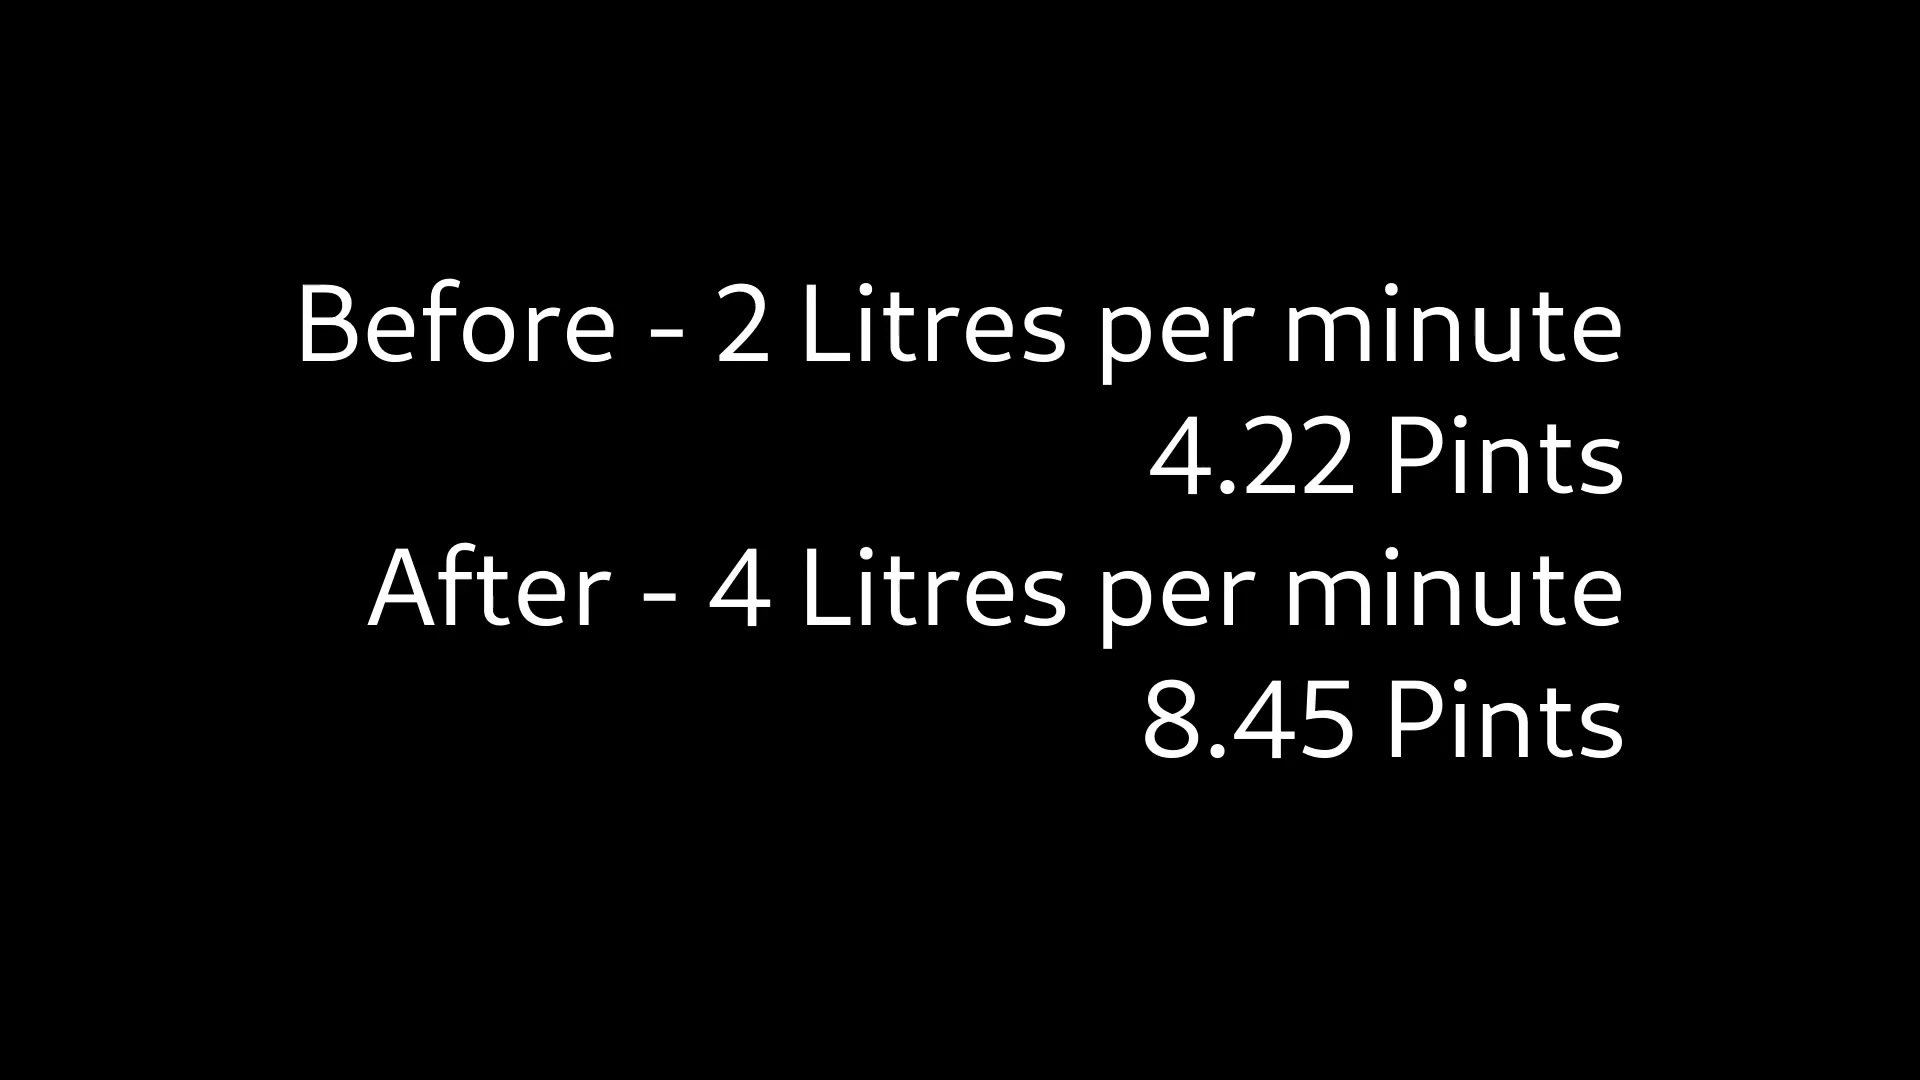 Before - 2 Litres per minute
4.22 Pints
After - 4 Litres per minute
8.45 Pints